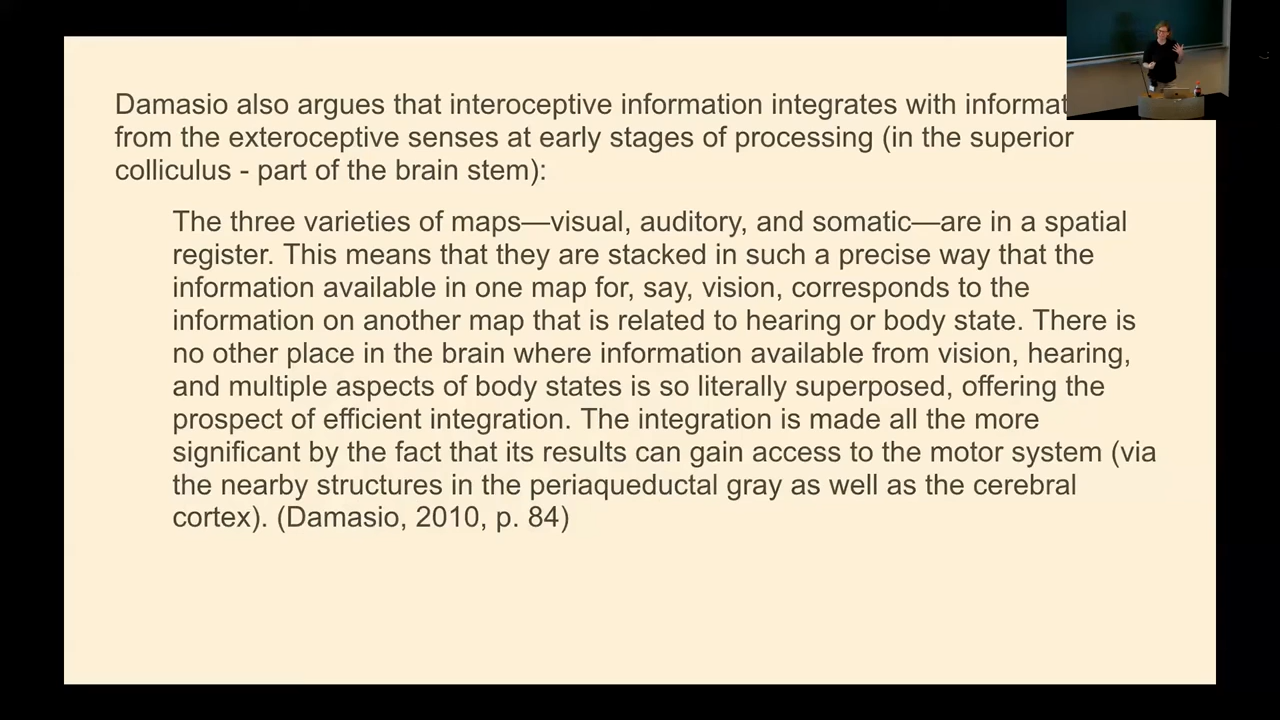 Damasio also argues that interoceptive information integrates with
from the exteroceptive senses at early stages of processing (in the superior
colliculus - part of the brain stem):
The three varieties of maps—visual, auditory, and somatic—are in a spatial
register. This means that they are stacked in such a precise way that the
information available in one map for, say, vision, corresponds to the
information on another map that is related to hearing or body state. There is
no other place in the brain where information available from vision, hearing,
and multiple aspects of body states is so literally superposed, offering the
prospect of efficient integration. The integration is made all the more
significant by the fact that its results can gain access to the motor system (via
the nearby structures in the periaqueductal gray as well as the cerebral
cortex). (Damasio, 2010, p. 84)